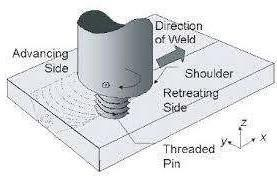 Direction
of Weld
Advancing
Side
Shoulder
Retreating
Side
Threaded
Pin
z
y
x